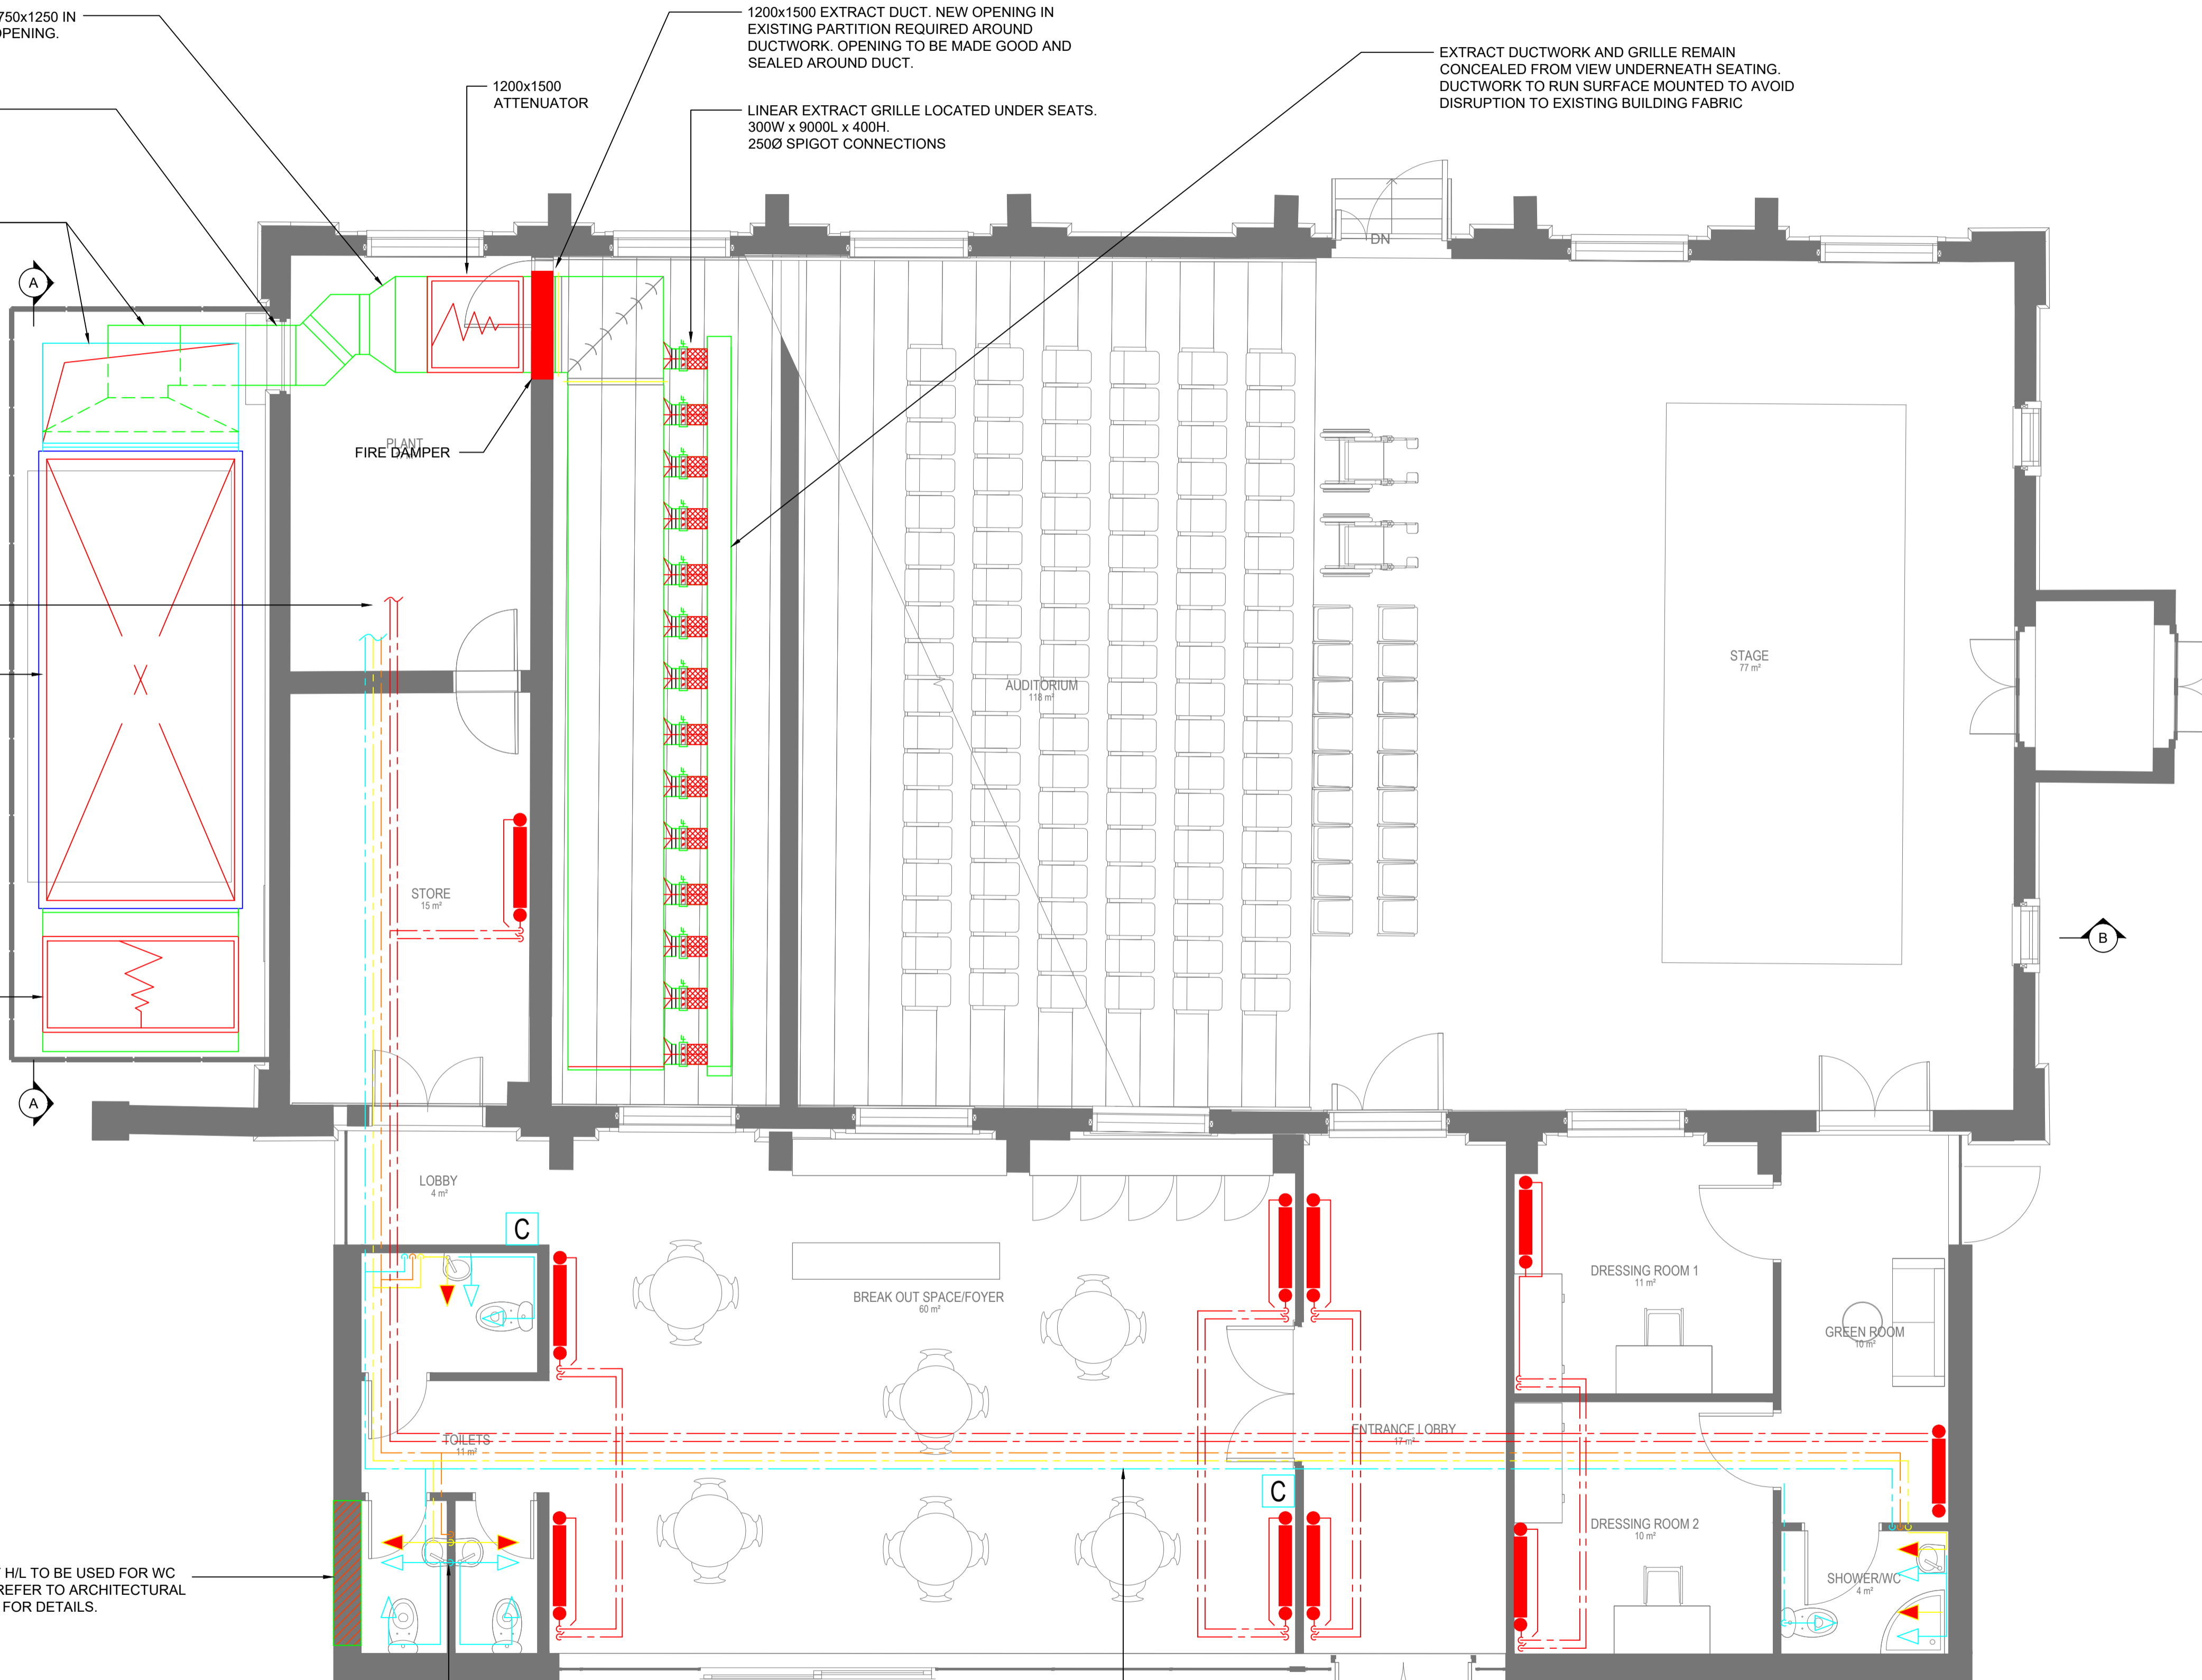 750x1250 IN
OPENING.
1200x1500 EXTRACT DUCT. NEW OPENING IN
EXISTING PARTITION REQUIRED AROUND
DUCTWORK. OPENING TO BE MADE GOOD AND
SEALED AROUND DUCT.
EXTRACT DUCTWORK AND GRILLE REMAIN
CONCEALED FROM VIEW UNDERNEATH SEATING.
DUCTWORK TO RUN SURFACE MOUNTED TO AVOID
DISRUPTION TO EXISTING BUILDING FABRIC
1200x1500
ATTENUATOR
LINEAR EXTRACT GRILLE LOCATED UNDER SEATS.
300W x 9000L x 400H.
250Ø SPIGOT CONNECTIONS
DN
A
PLANT
FIRE DAMPER
STAGE
77 m²
AUDITORIUM
118 m²
STORE
15 m²
B
A
LOBBY
4 m²
C
DRESSING ROOM 1
11 m²
BREAK OUT SPACE/FOYER
60 m²
GREEN ROOM
10 m²
ENTRANCE LOBBY
17 m²
TOILETS
11 m²
C
DRESSING ROOM 2
10 m²
H/L TO BE USED FOR WC
REFER TO ARCHITECTURAL
FOR DETAILS.
SHOWER/WC
4 m²